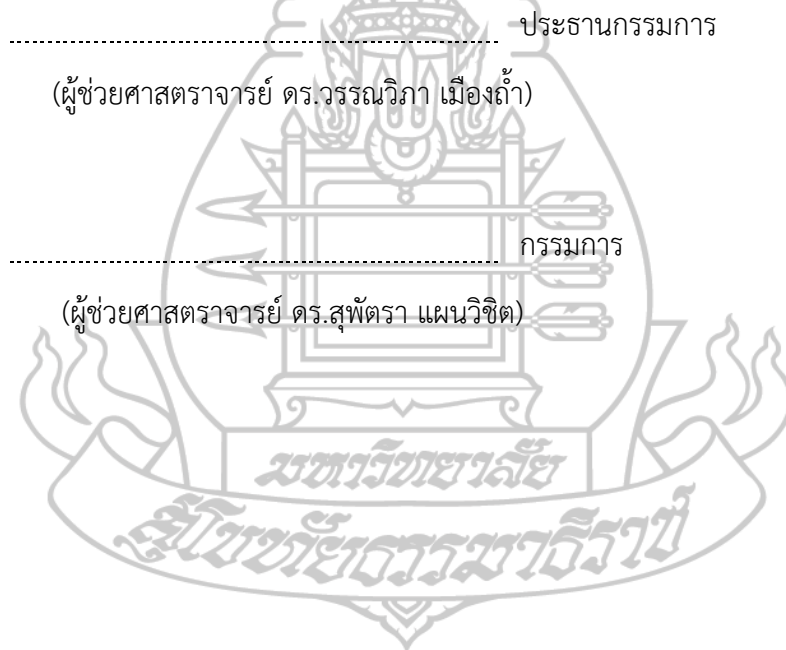 ประธานกรรมการ
(ผู้ช่วยศาสตราจารย์ ดร.วรรณวิภา เมืองถ้ำ)
กรรมการ
(ผู้ช่วยศาสตราจารย์ ดร.สุพัตรา แผนวิชิต)
มหาวิทยาลัย
สุโขทัยธรรมาธิราช